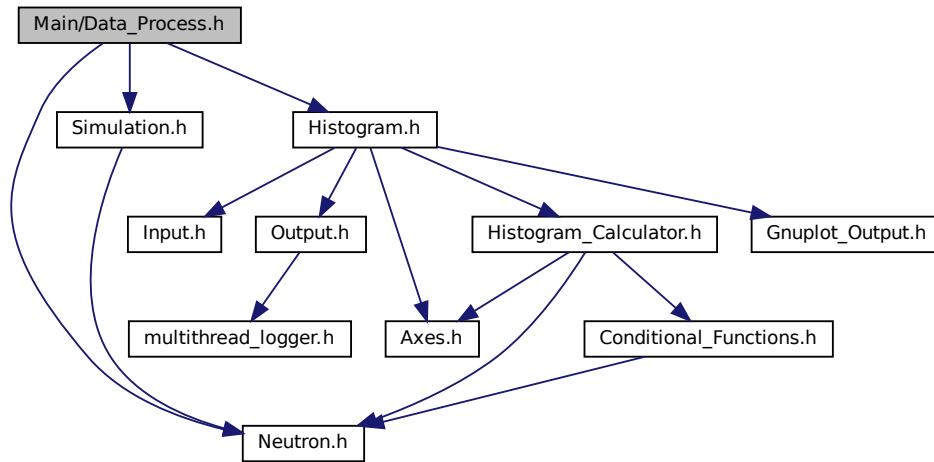 Main/Data_Process.h
Simulation.h
Histogram.h
Input.h
Output.h
Histogram_Calculator.h
Gnuplot_Output.h
multithread_logger.h
Axes.h
Conditional_Functions.h
Neutron.h